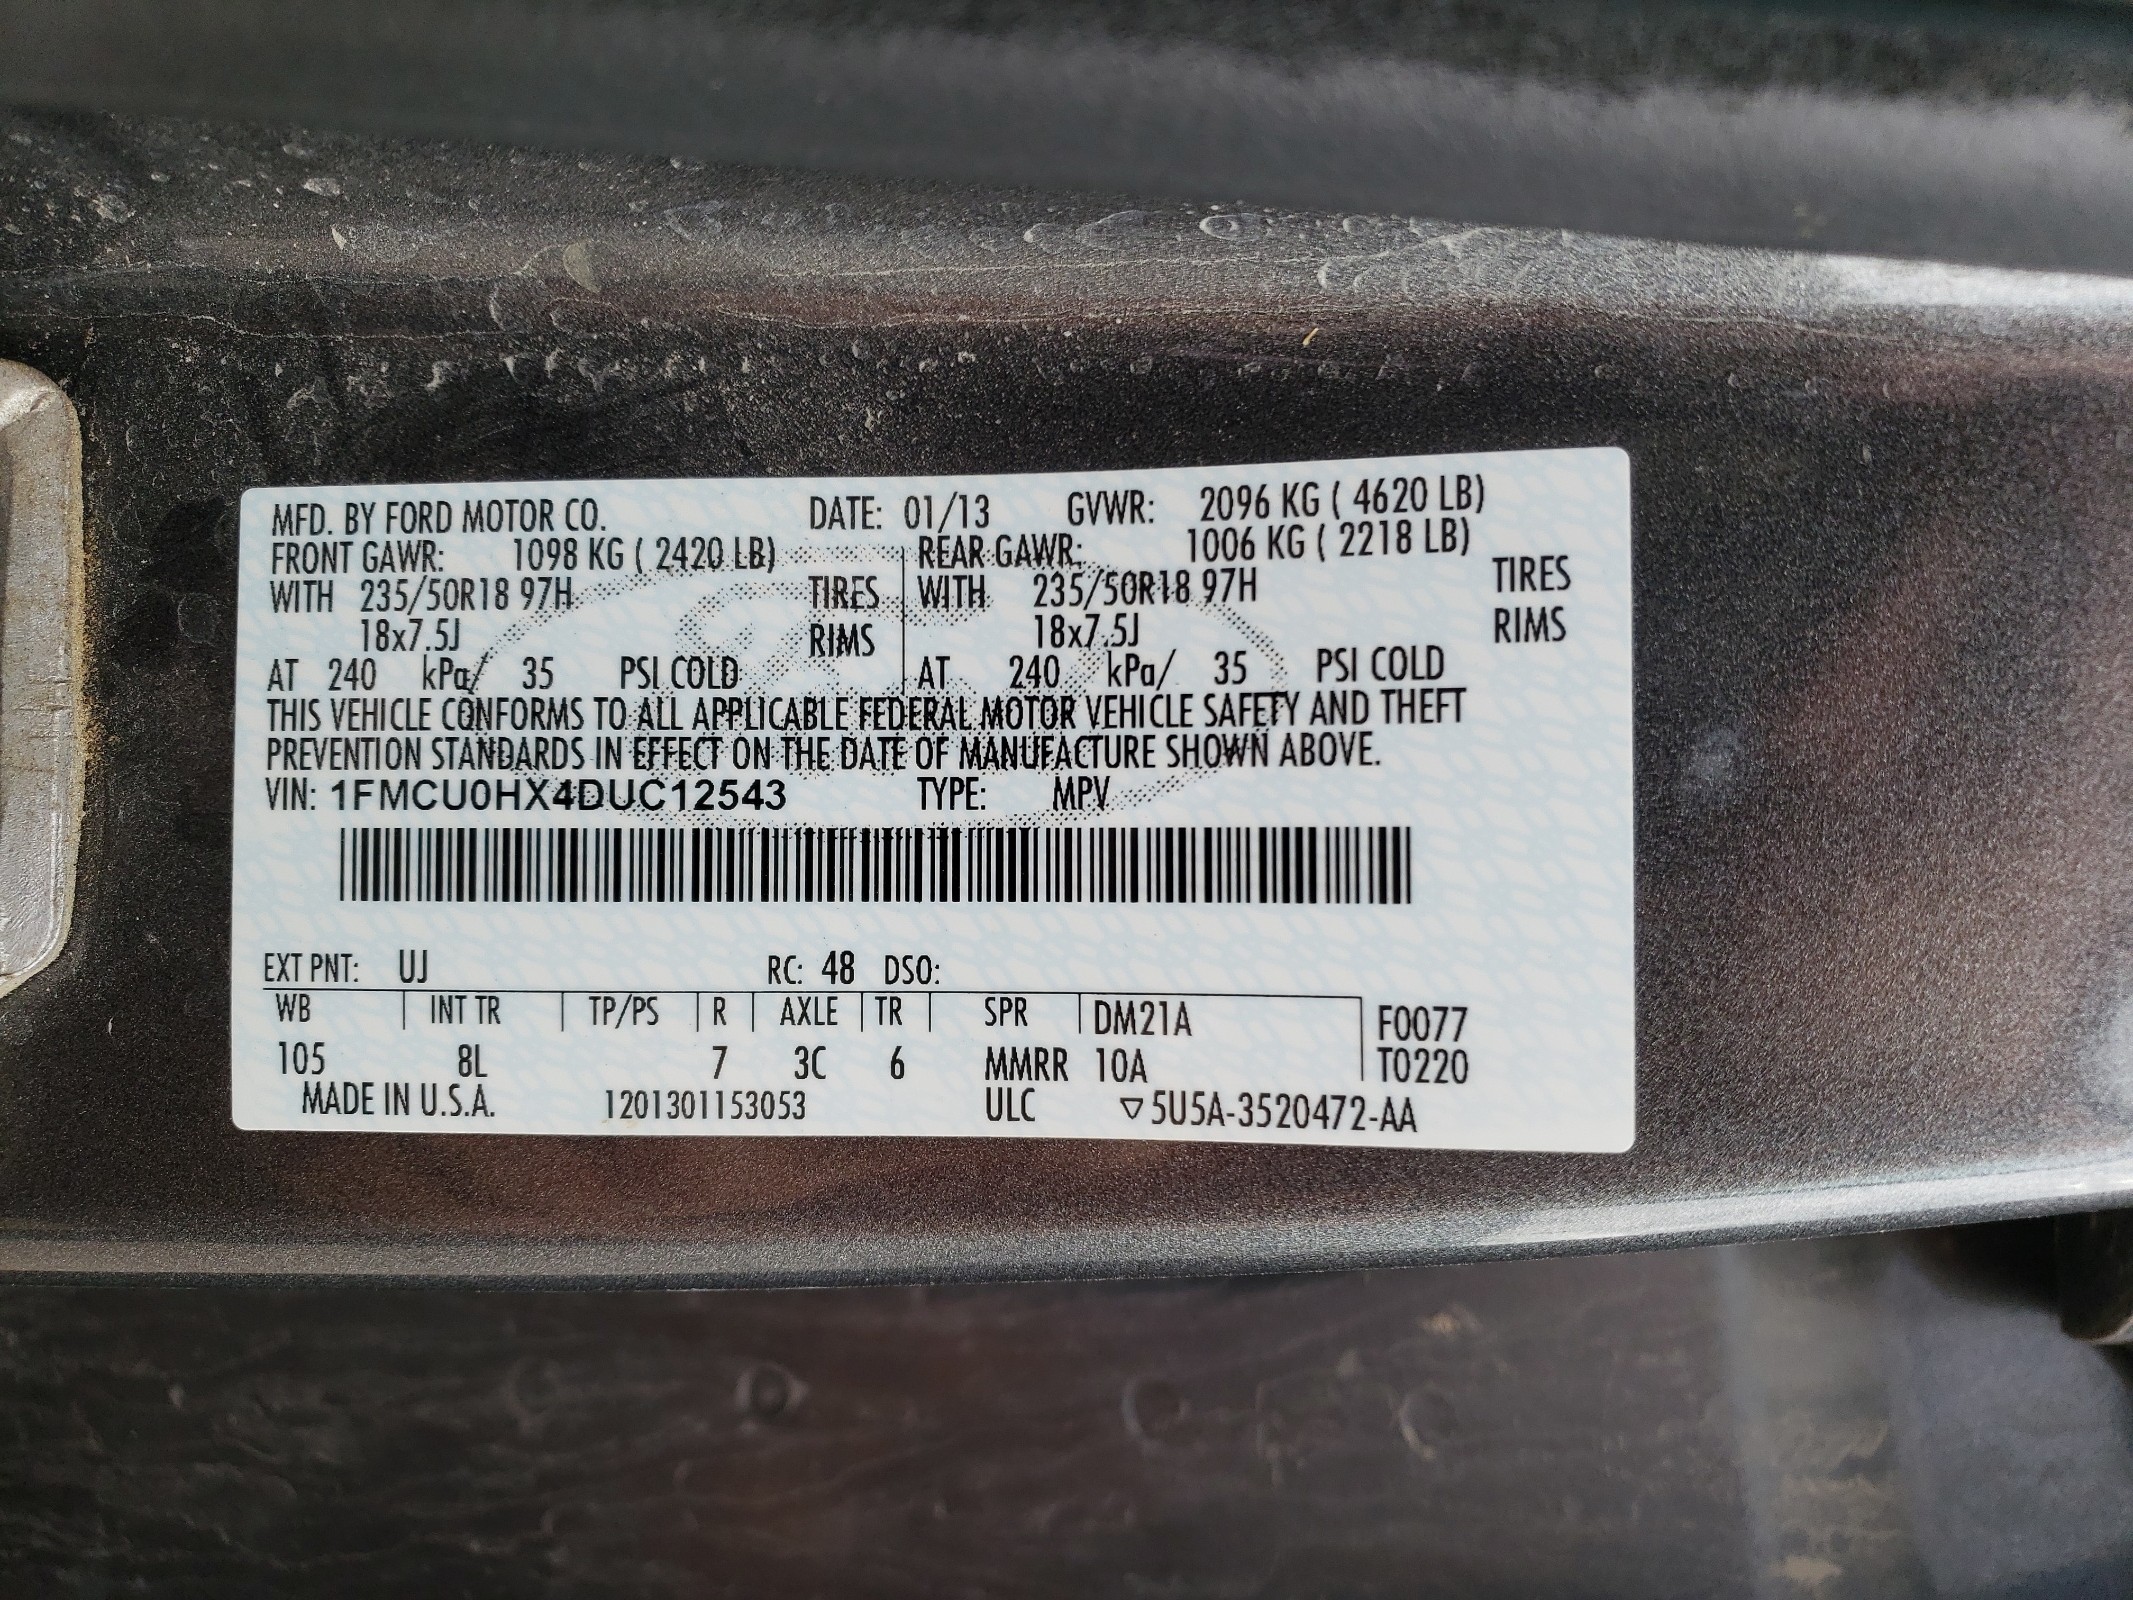 MFD. BY FORD MOTOR CO. DATE: 01/13 GVWR: 2096 KG ( 4620 LB)
FRONT GAWR: 1098 KG ( 2420 LB) REAR GAWR: 1006 KG ( 2218 LB)
WITH 235/50R18 97H TIRES WITH 235/50R18 97H TIRES
18x7.5J RIMS 18x7.5J RIMS
AT 240 kPa/ 35 PSI COLD AT 240 kPa/ 35 PSI COLD
THIS VEHICLE CONFORMS TO ALL APPLICABLE FEDERAL MOTOR VEHICLE SAFETY AND THEFT
PREVENTION STANDARDS IN EFFECT ON THE DATE OF MANUFACTURE SHOWN ABOVE.
VIN: 1FMCU0HX4DUC12543 TYPE: MPV
EXT PNT: UJ RC: 48 DSO:
WB INT TR TP/PS R AXLE TR SPR DM21A F0077
105 8L 7 3C 6 MMRR 10A T0220
MADE IN U.S.A. 1201301153053 ULC ▽5U5A-3520472-AA